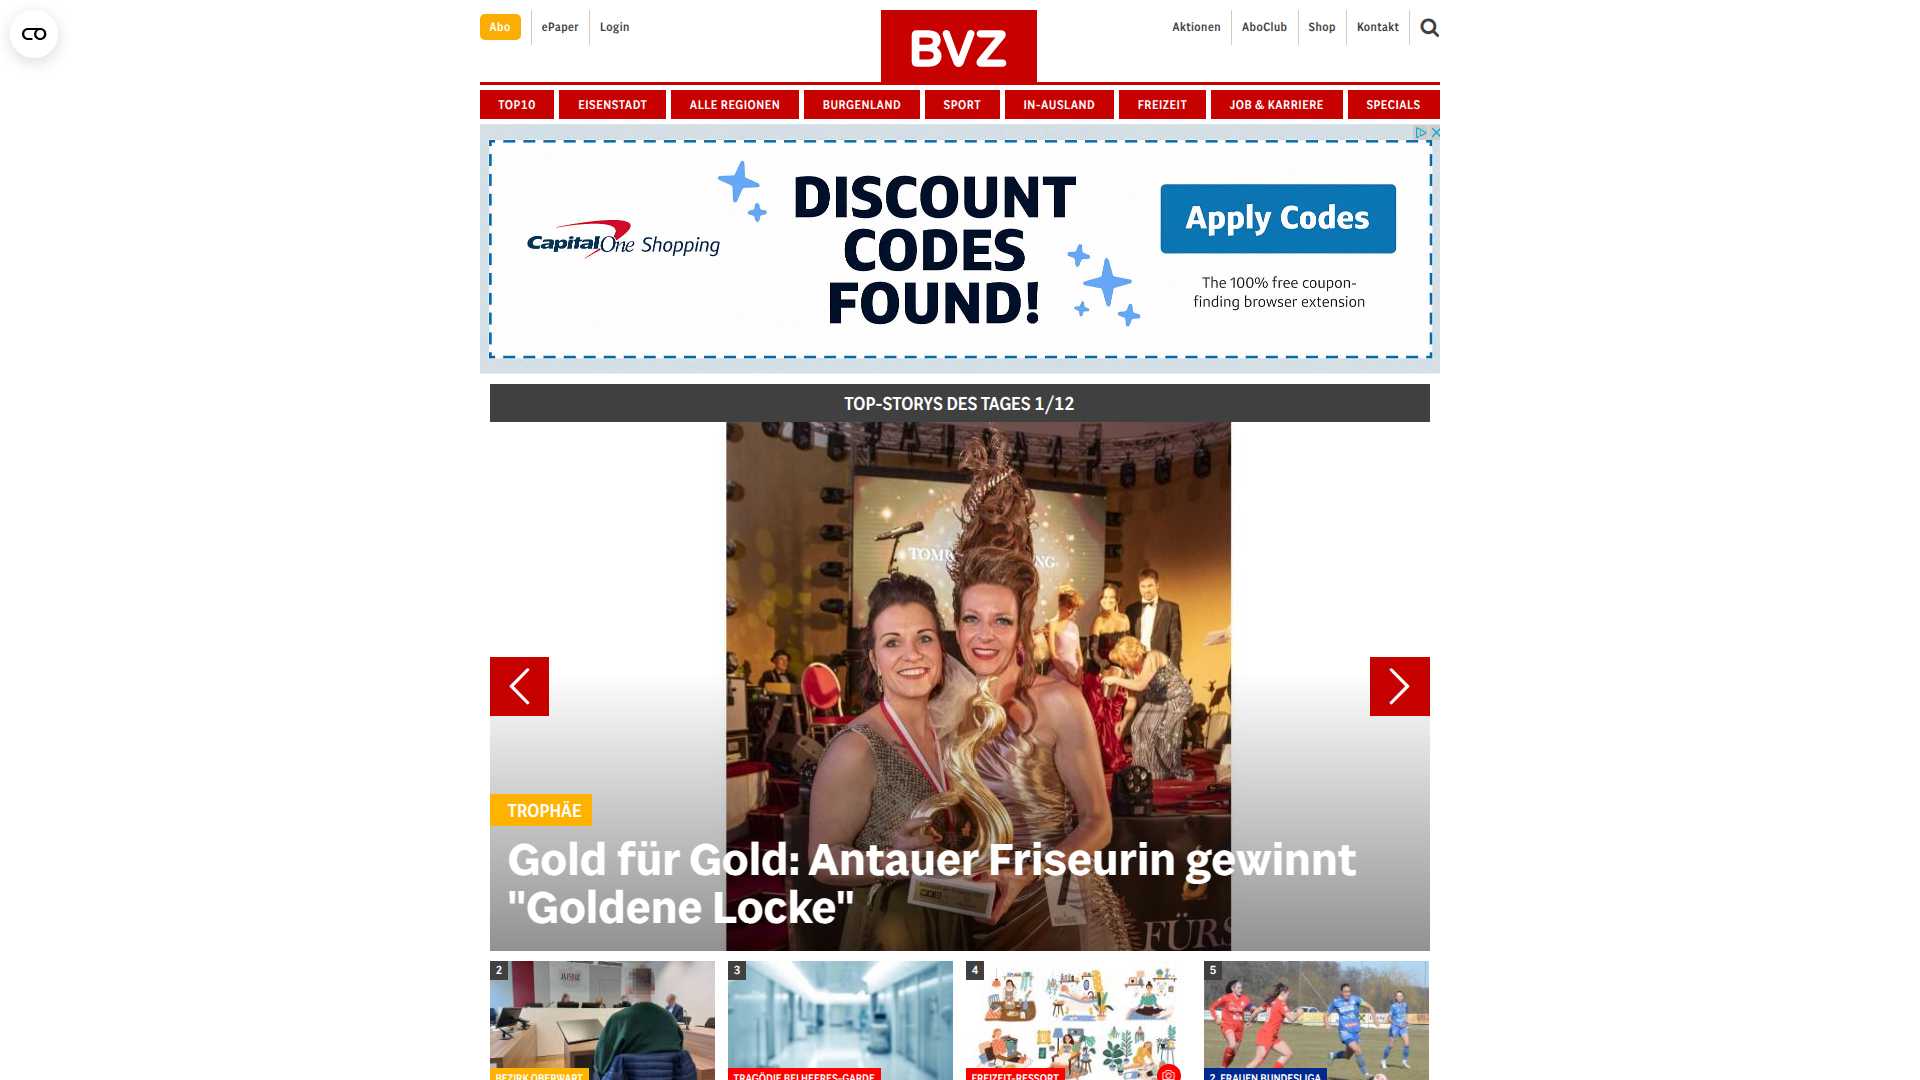 Abo
ePaper
Login
BVZ
Aktionen
AboClub
Shop
Kontakt
TOP10
EISENSTADT
ALLE REGIONEN
BURGENLAND
SPORT
IN-AUSLAND
FREIZEIT
JOB & KARRIERE
SPECIALS
CapitalOne Shopping
DISCOUNT
CODES
FOUND!
Apply Codes
The 100% free coupon-
finding browser extension
TOP-STORYS DES TAGES 1/12
TROPHÄE
Gold für Gold: Antauer Friseurin gewinnt
"Goldene Locke"
2
3
4
5
BEZIRK OBERWART
TRAGÖDIE BEI HEERES-GARDE
FREIZEIT-RESSORT
2. FRAUEN BUNDESLIGA